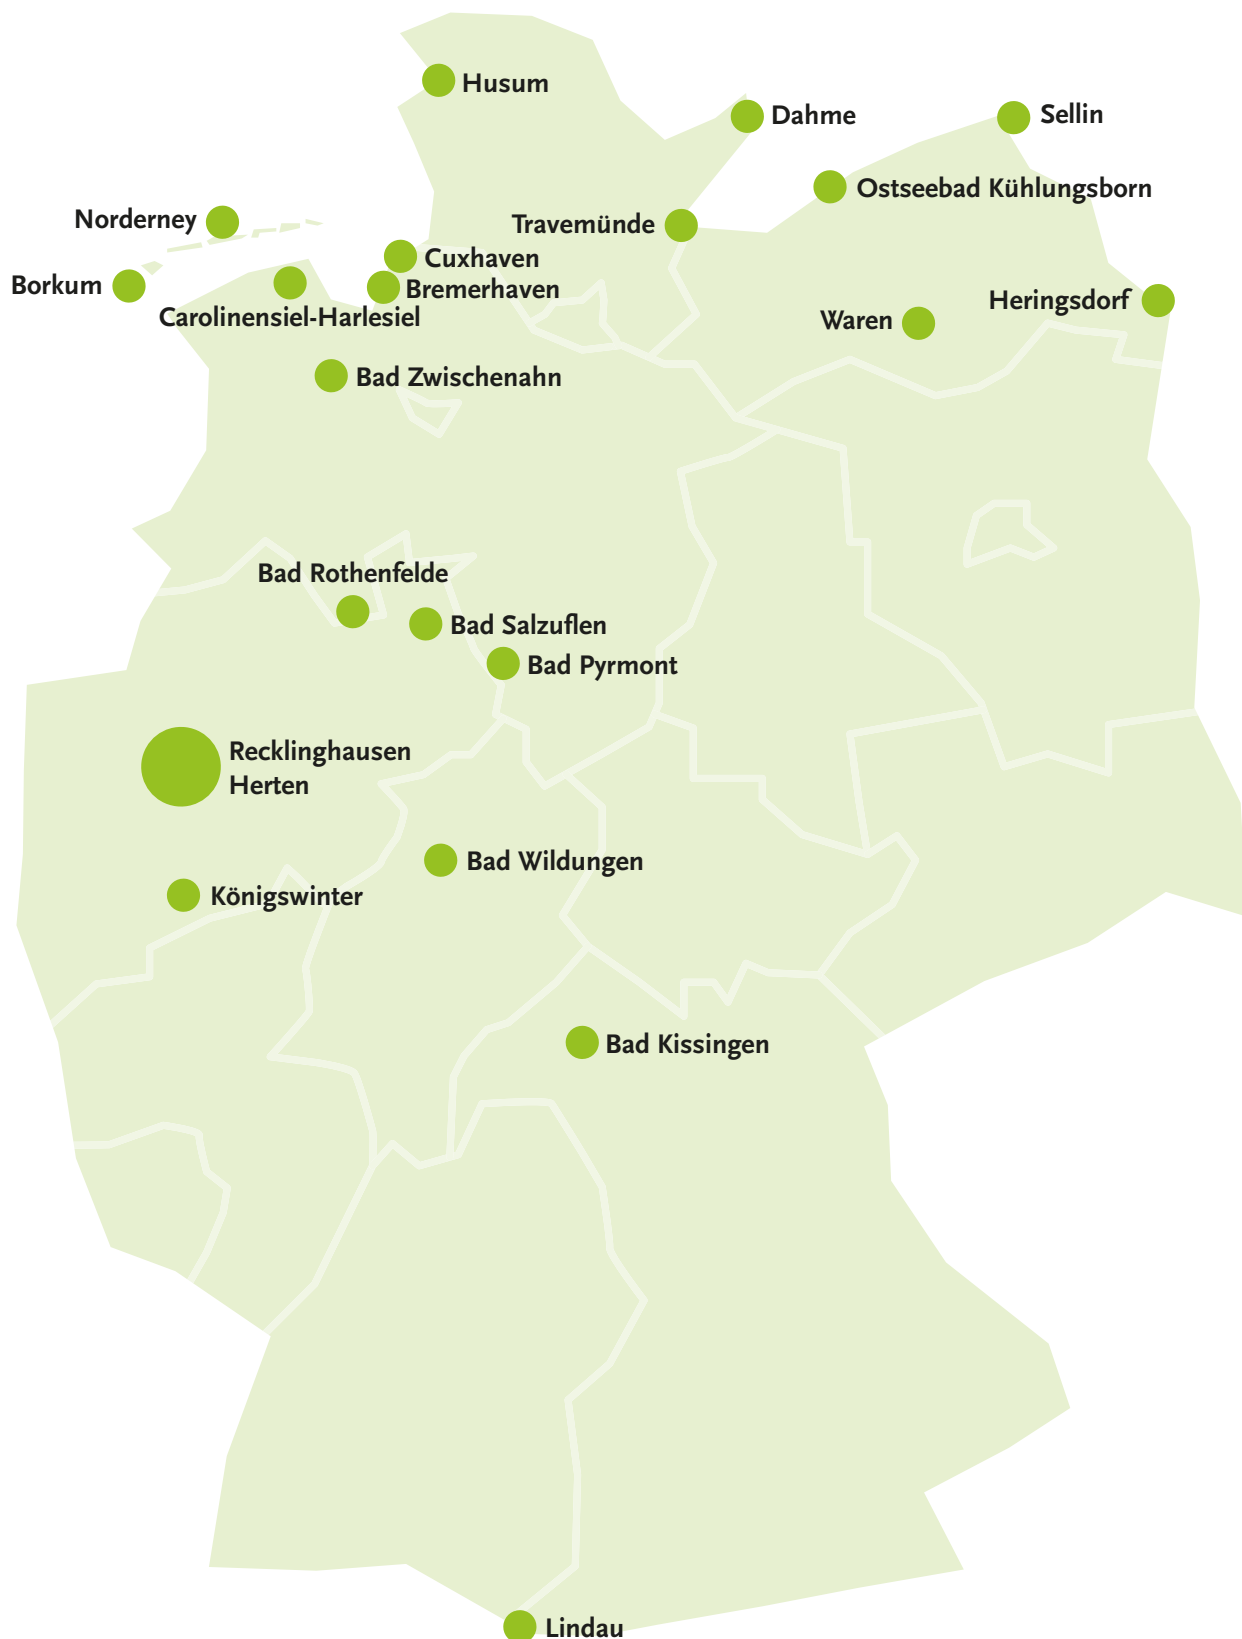 Husum
Dahme
Sellin
Ostseebad Kühlungsborn
Norderney
Travemünde
Cuxhaven
Borkum
Bremerhaven
Heringsdorf
Carolinensiel-Harlesiel
Waren
Bad Zwischenahn
Bad Rothenfelde
Bad Salzuflen
Bad Pyrmont
Recklinghausen
Herten
Bad Wildungen
Königswinter
Bad Kissingen
Lindau